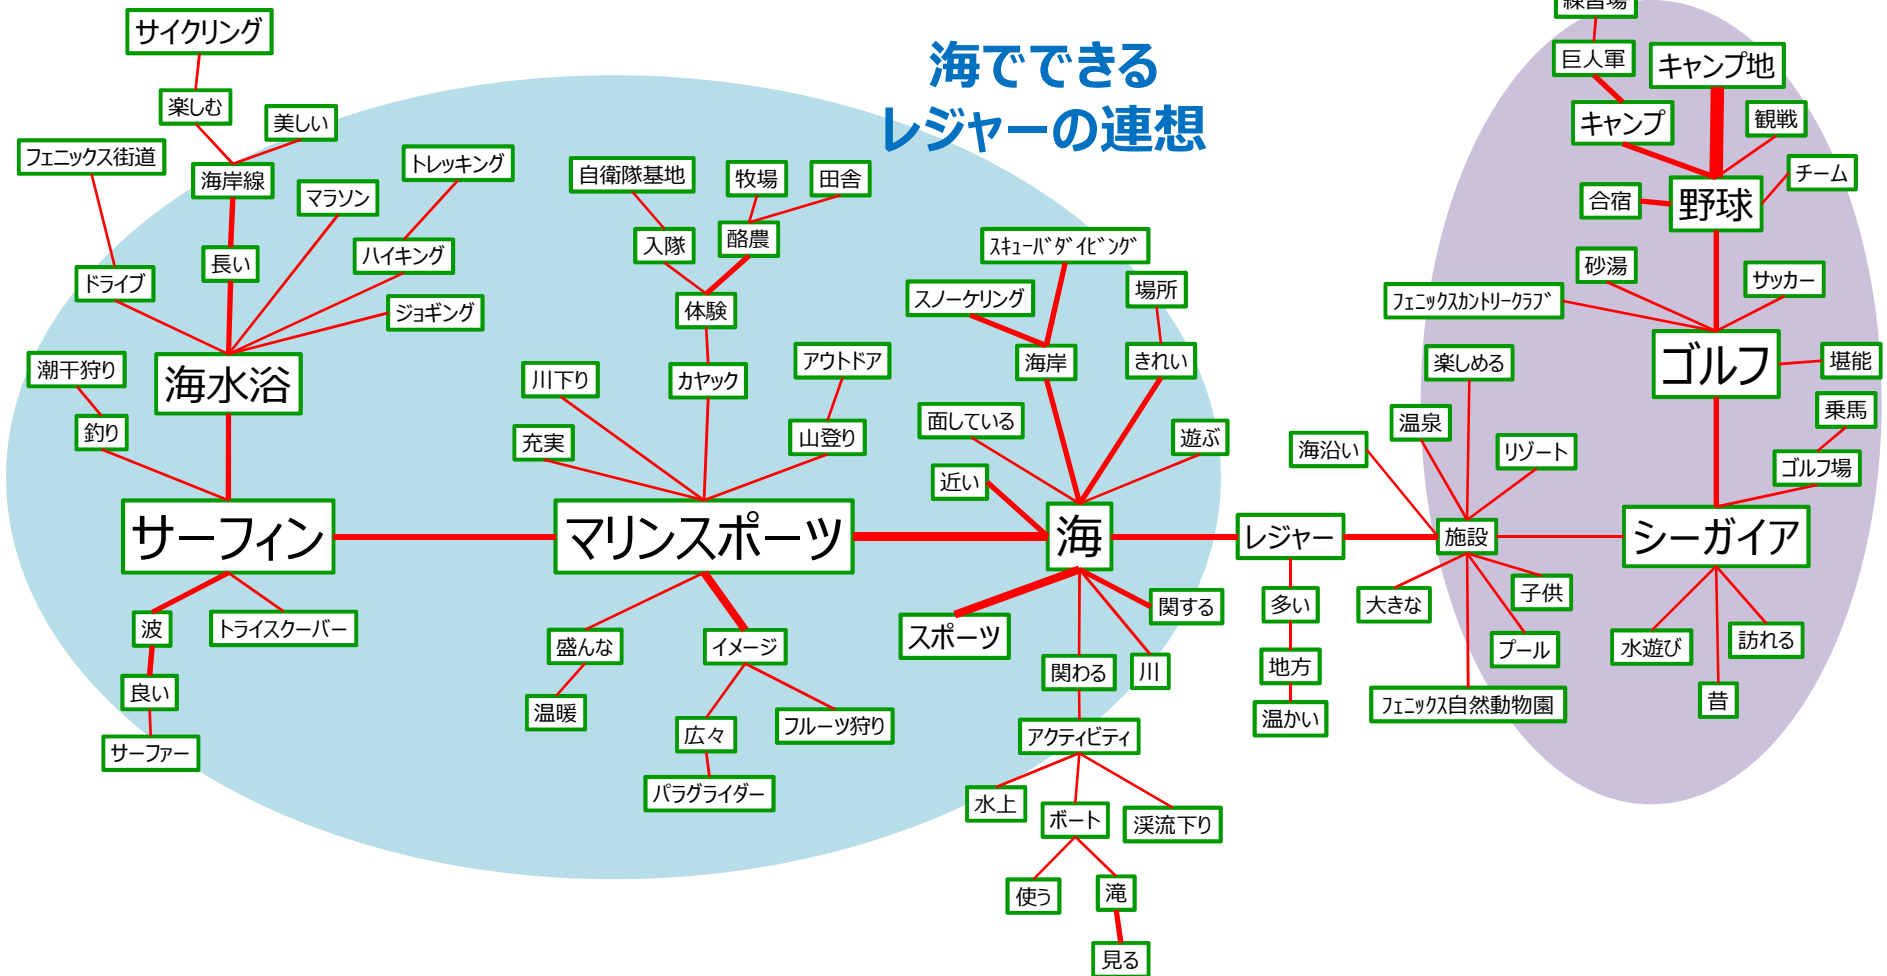 海でできる
レジャーの連想
サイクリング
楽しむ
美しい
フェニックス街道
海岸線
マラソン
トレッキング
長い
ハイキング
ドライブ
ジョギング
海水浴
潮干狩り
釣り
サーフィン
波
トライスクーバー
良い
サーファー
自衛隊基地
牧場
田舎
入隊
酪農
体験
川下り
カヤック
アウトドア
充実
山登り
マリンスポーツ
盛んな
イメージ
温暖
広々
フルーツ狩り
パラグライダー
スキューバダイビング
スノーケリング
場所
海岸
きれい
面している
遊ぶ
近い
海
スポーツ
関する
関わる
川
アクティビティ
水上
ボート
渓流下り
使う
滝
見る
レジャー
多い
地方
温かい
練習場
巨人軍
キャンプ地
キャンプ
観戦
チーム
合宿
野球
砂湯
サッカー
フェニックスカントリークラブ
ゴルフ
堪能
楽しめる
乗馬
温泉
海沿い
リゾート
ゴルフ場
施設
シーガイア
大きな
子供
プール
フェニックス自然動物園
水遊び
訪れる
昔